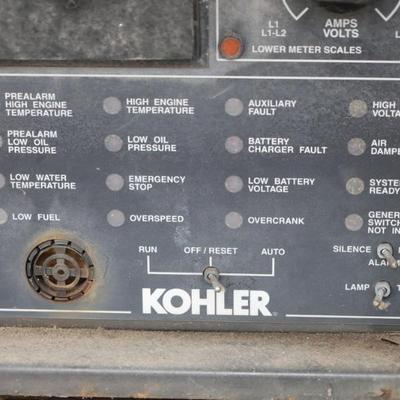 L1
L1-L2
AMPS
VOLTS
L
LOWER METER SCALES
PREALARM
HIGH ENGINE
TEMPERATURE
HIGH ENGINE
TEMPERATURE
AUXILIARY
FAULT
HIGH
VOLTA
PREALARM
LOW OIL
PRESSURE
LOW OIL
PRESSURE
BATTERY
CHARGER FAULT
AIR
DAMPE
LOW WATER
TEMPERATURE
EMERGENCY
STOP
LOW BATTERY
VOLTAGE
SYSTE
READY
LOW FUEL
OVERSPEED
OVERCRANK
GENER
SWITCH
NOT IN
RUN
OFF/RESET
AUTO
SILENCE
ALA
LAMP
T
KOHLER